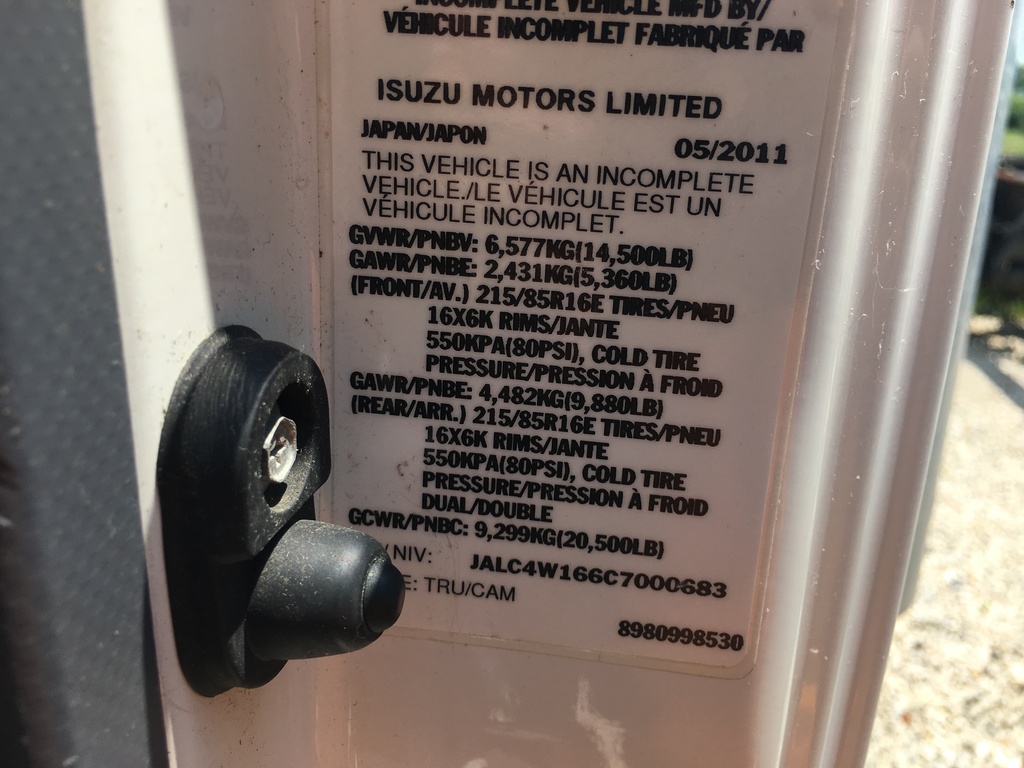 INCOMPLETE VEHICLE MFD BY/
VÉHICULE INCOMPLET FABRIQUÉ PAR
ISUZU MOTORS LIMITED
JAPAN/JAPON 05/2011
THIS VEHICLE IS AN INCOMPLETE
VEHICLE./LE VÉHICULE EST UN
VÉHICULE INCOMPLET.
GVWR/PNBV: 6,577KG(14,500LB)
GAWR/PNBE: 2,431KG(5,360LB)
(FRONT/AV.) 215/85R16E TIRES/PNEU
16X6K RIMS/JANTE
550KPA(80PSI), COLD TIRE
PRESSURE/PRESSION À FROID
GAWR/PNBE: 4,482KG(9,880LB)
(REAR/ARR.) 215/85R16E TIRES/PNEU
16X6K RIMS/JANTE
550KPA(80PSI), COLD TIRE
PRESSURE/PRESSION À FROID
DUAL/DOUBLE
GCWR/PNBC: 9,299KG(20,500LB)
NIV: JALC4W166C7000683
E: TRU/CAM
8980998530